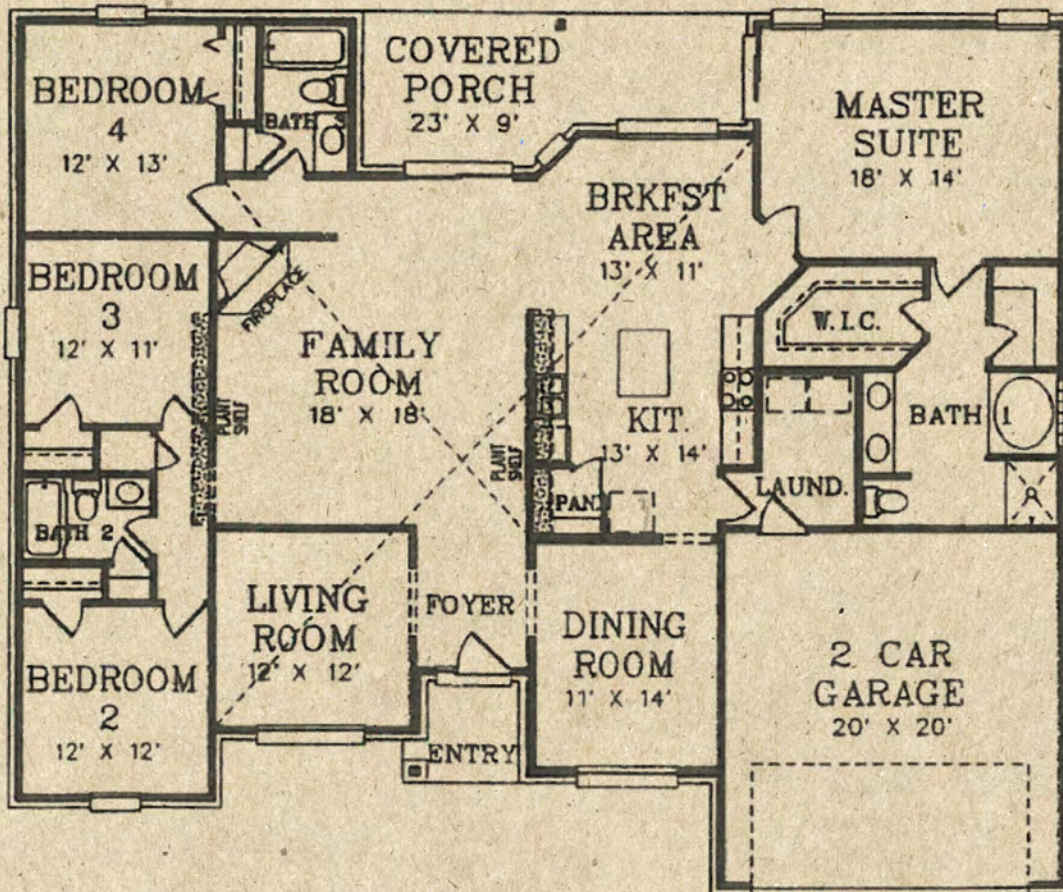 BEDROOM
4
12' X 13'
BATH 3
COVERED
PORCH
23' X 9'
MASTER
SUITE
18' X 14'
BRKFST
AREA
13' X 11'
BEDROOM
3
12' X 11'
FIREPLACE
FAMILY
ROOM
18' X 18'
PLANT
SHELF
PLANT
SHELF
KIT.
13' X 14'
PAN.
W.I.C.
BATH 1
LAUND.
BATH 2
BEDROOM
2
12' X 12'
LIVING
ROOM
12' X 12'
FOYER
ENTRY
DINING
ROOM
11' X 14'
2 CAR
GARAGE
20' X 20'